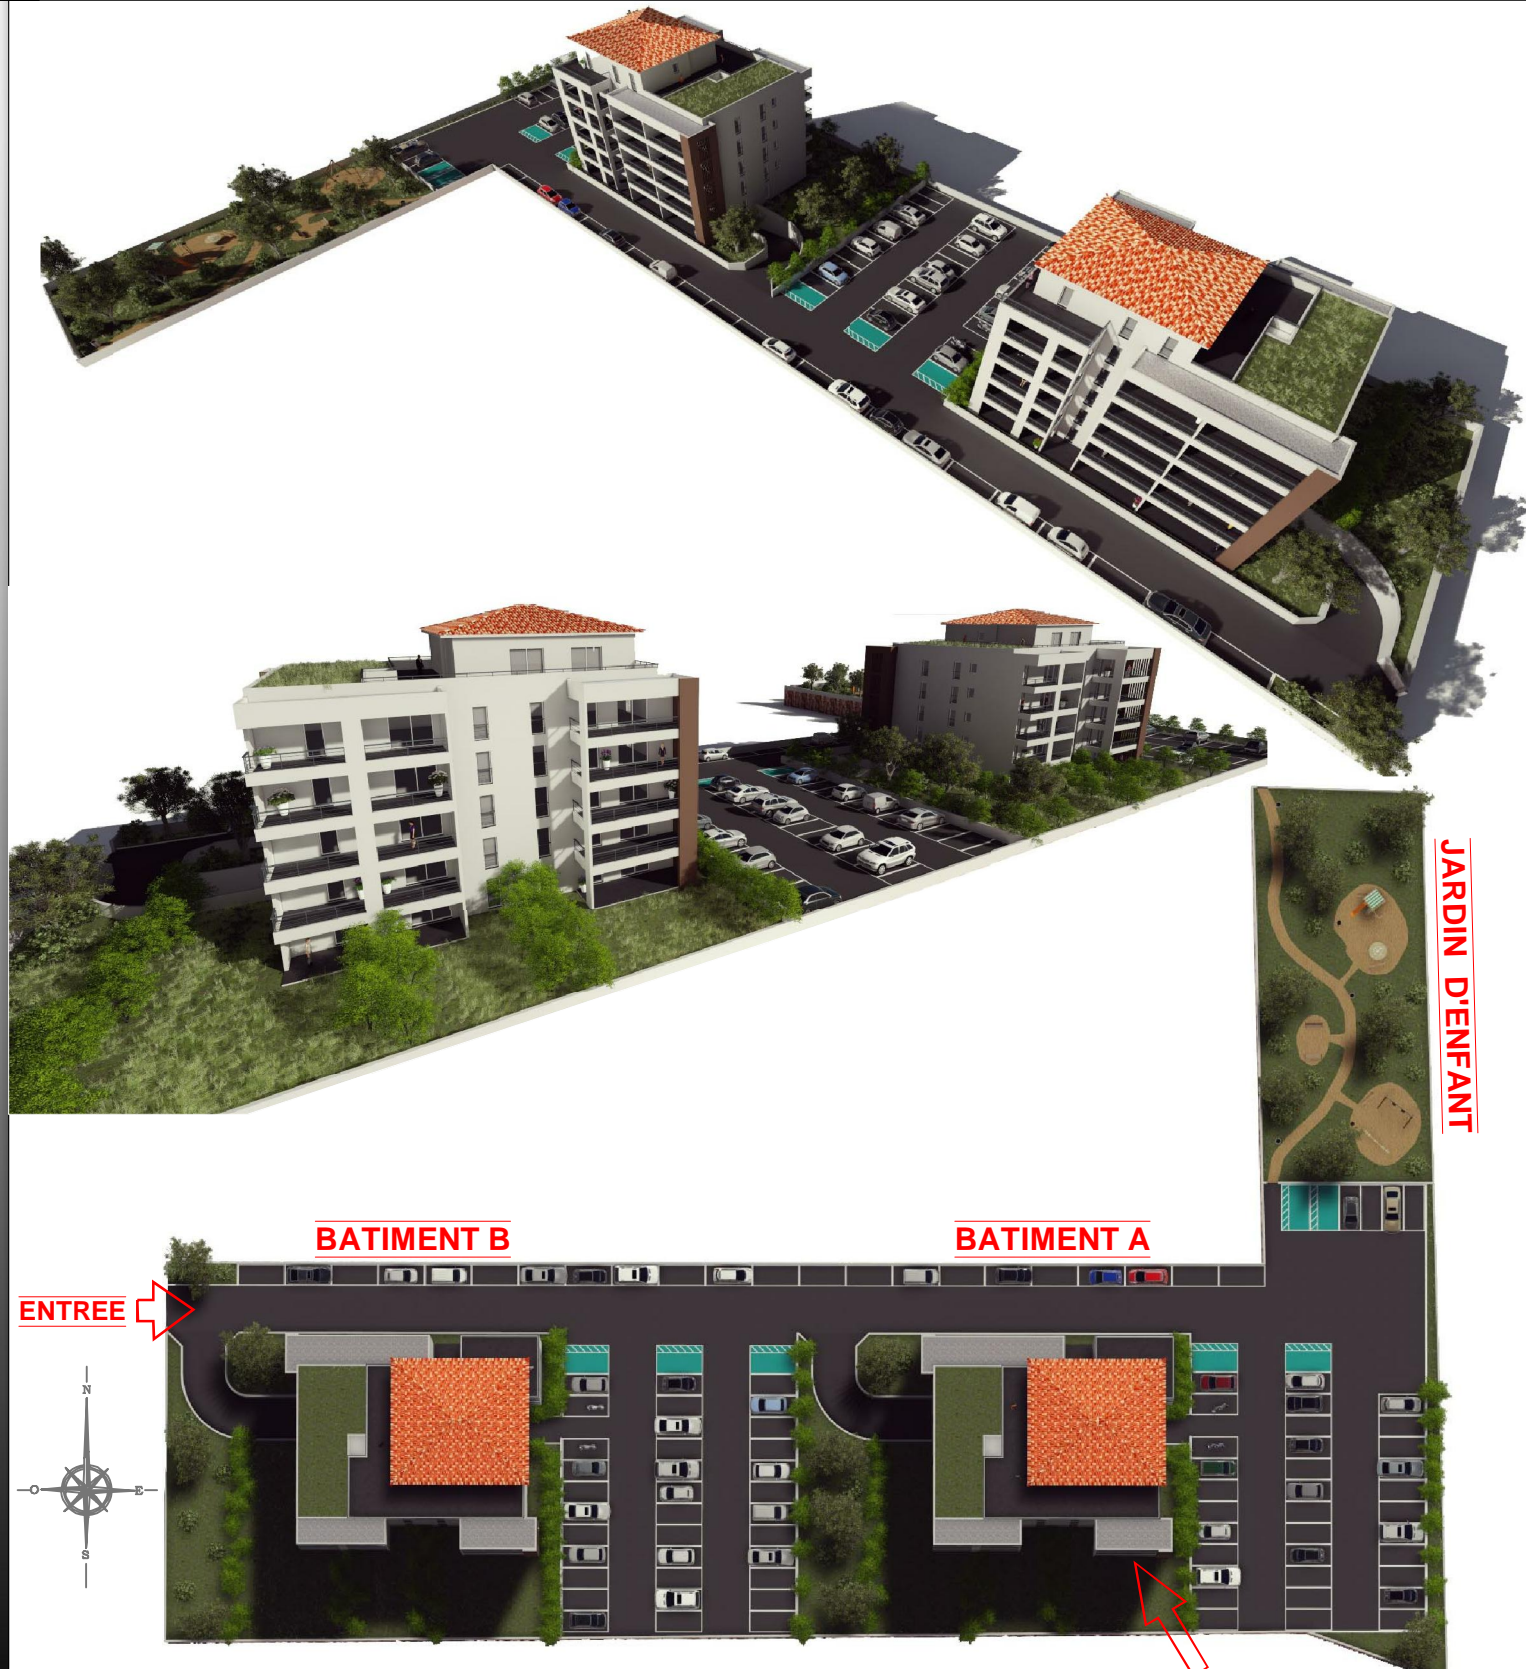 JARDIN D'ENFANT
BATIMENT B
BATIMENT A
ENTREE
N
O
E
S